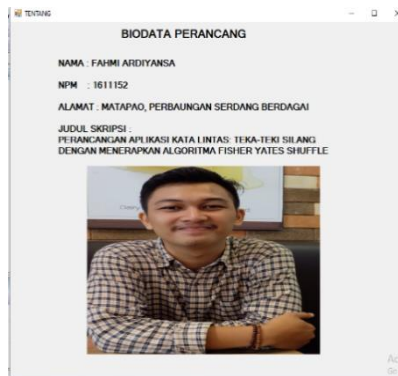 TENTANG
BIODATA PERANCANG
NAMA : FAHMI ARDIYANSA
NPM : 1611152
ALAMAT : MATAPAO, PERBAUNGAN SERDANG BERDAGAI
JUDUL SKRIPSI :
PERANCANGAN APLIKASI KATA LINTAS: TEKA-TEKI SILANG
DENGAN MENERAPKAN ALGORITMA FISHER YATES SHUFFLE